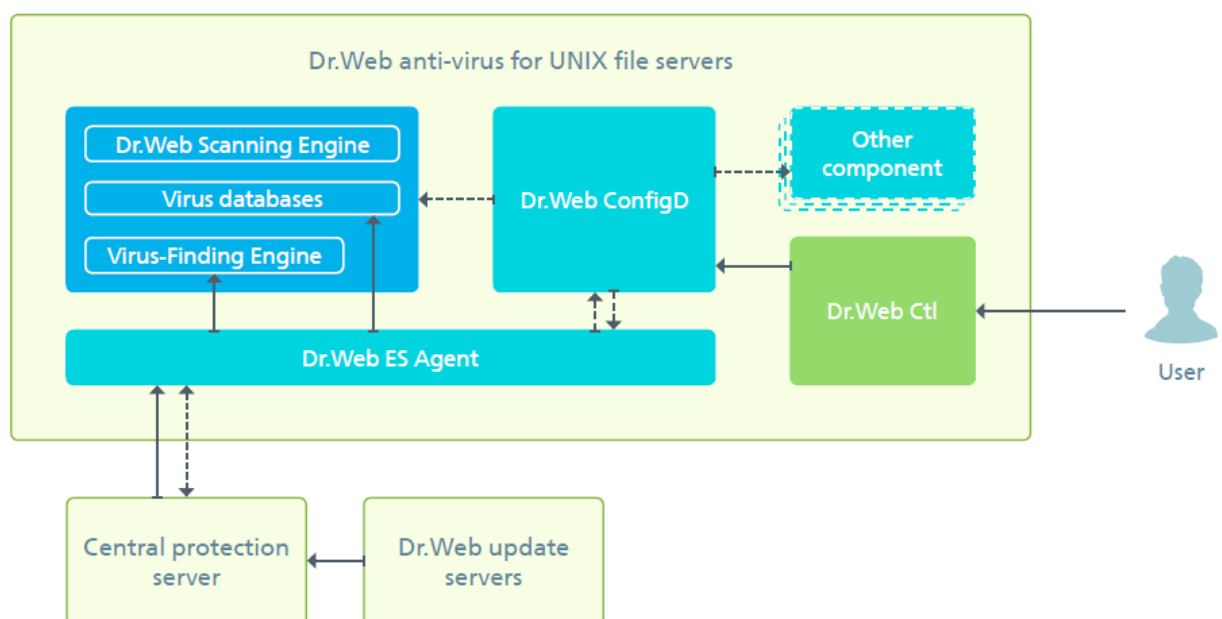 Dr.Web anti-virus for UNIX file servers
Dr.Web Scanning Engine
Virus databases
Virus-Finding Engine
Dr.Web ConfigD
Other
component
Dr.Web Ctl
User
Dr.Web ES Agent
Central protection
server
Dr.Web update
servers